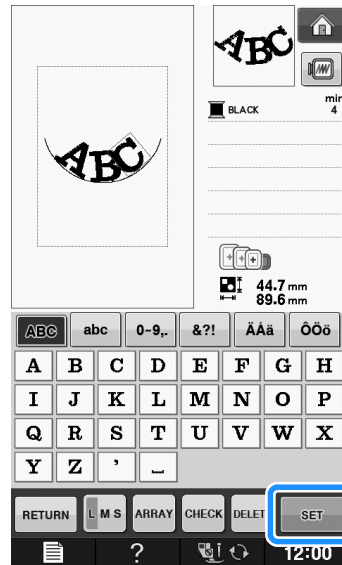 ABC
ABC
BLACK
min
4
44.7 mm
89.6 mm
ABC abc 0~9,. &?! ÄÅä ÔÖö
A B C D E F G H
I J K L M N O P
Q R S T U V W X
Y Z ' _
RETURN L M S ARRAY CHECK DELET SET
? 12:00